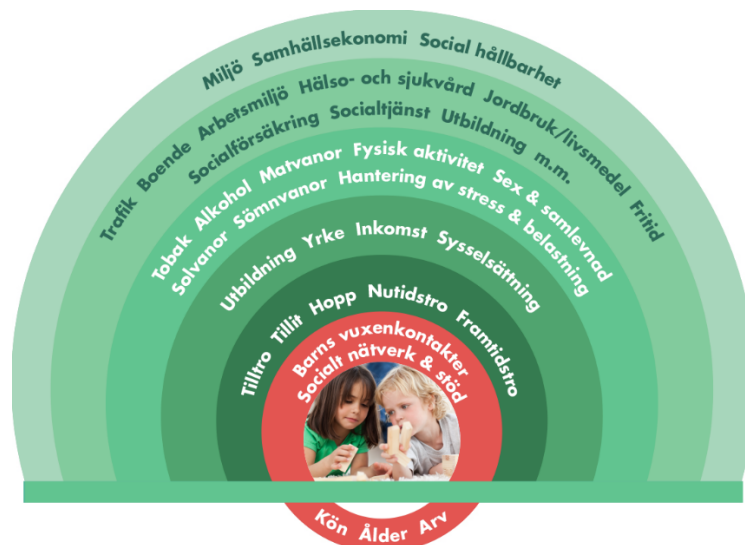 Miljö Samhällsekonomi Social hållbarhet
Trafik Boende Arbetsmiljö Hälso- och sjukvård Jordbruk/livsmedel Fritid
Socialförsäkring Socialtjänst Utbildning m.m.
Tobak Alkohol Matvanor Fysisk aktivitet Sex & samlevnad
Solvanor Sömnvanor Hantering av stress & belastning
Utbildning Yrke Inkomst Sysselsättning
Tilltro Tillit Hopp Nutidstro Framtidstro
Barns vuxenkontakter
Socialt nätverk & stöd
Kön Ålder Arv